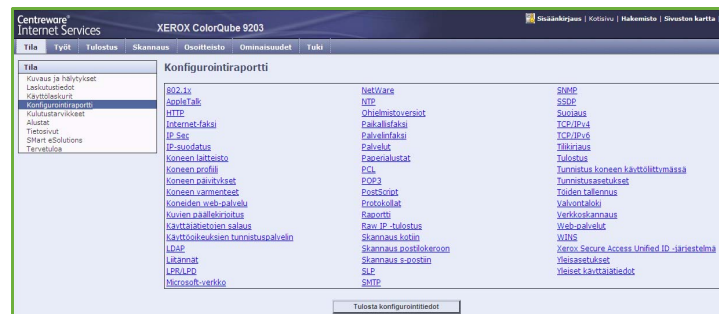 Centreware®
Internet Services
XEROX ColorQube 9203
Sisäänkirjaus | Kotisivu | Hakemisto | Sivuston kartta |
Tila Työt Tulostus Skannaus Osoitteisto Ominaisuudet Tuki
Tila
Kuvaus ja hälytykset
Laskutustiedot
Käyttölaskurit
Konfigurointiraportti
Kulutustarvikkeet
Alustat
Tietosivut
SMart eSolutions
Tervetuloa
Konfigurointiraportti
802.1x
AppleTalk
HTTP
Internet-faksi
IP Sec
IP-suodatus
Koneen laitteisto
Koneen profiili
Koneen päivitykset
Koneen varmenteet
Koneiden web-palvelu
Kuvien päällekirjoitus
Käyttäjätietojen salaus
Käyttöoikeuksien tunnistuspalvelin
LDAP
Liitännät
LPR/LPD
Microsoft-verkko
NetWare
NTP
Ohjelmistoversiot
Paikallisfaksi
Palvelinfaksi
Palvelut
Paperialustat
PCL
POP3
PostScript
Protokollat
Raportti
Raw IP -tulostus
Skannaus kotiin
Skannaus postilokeroon
Skannaus s-postiin
SLP
SMTP
SNMP
SSDP
Suojaus
TCP/IPv4
TCP/IPv6
Tilikirjaus
Tulostus
Tunnistus koneen käyttöliittymässä
Tunnistusasetukset
Töiden tallennus
Valvontaloki
Verkkoskannaus
Web-palvelut
WINS
Xerox Secure Access Unified ID -järjestelmä
Yleisasetukset
Yleiset käyttäjätiedot
Tulosta konfigurointitiedot